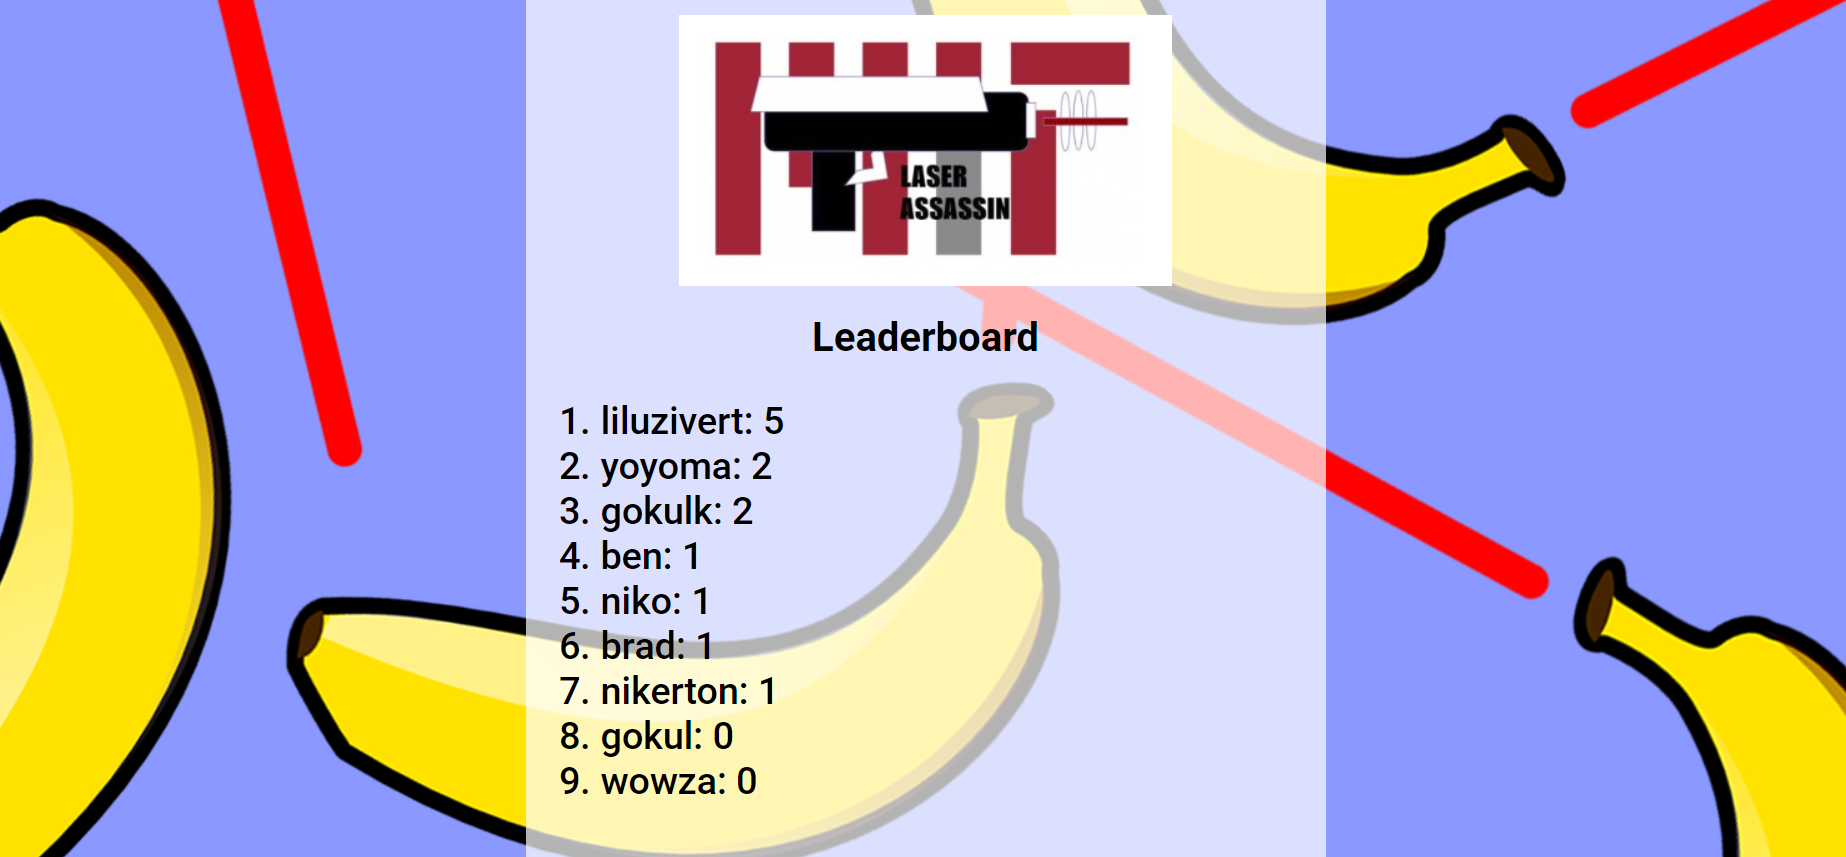 LASER
ASSASSIN
Leaderboard
1. liluzivert: 5
2. yoyoma: 2
3. gokulk: 2
4. ben: 1
5. niko: 1
6. brad: 1
7. nikerton: 1
8. gokul: 0
9. wowza: 0